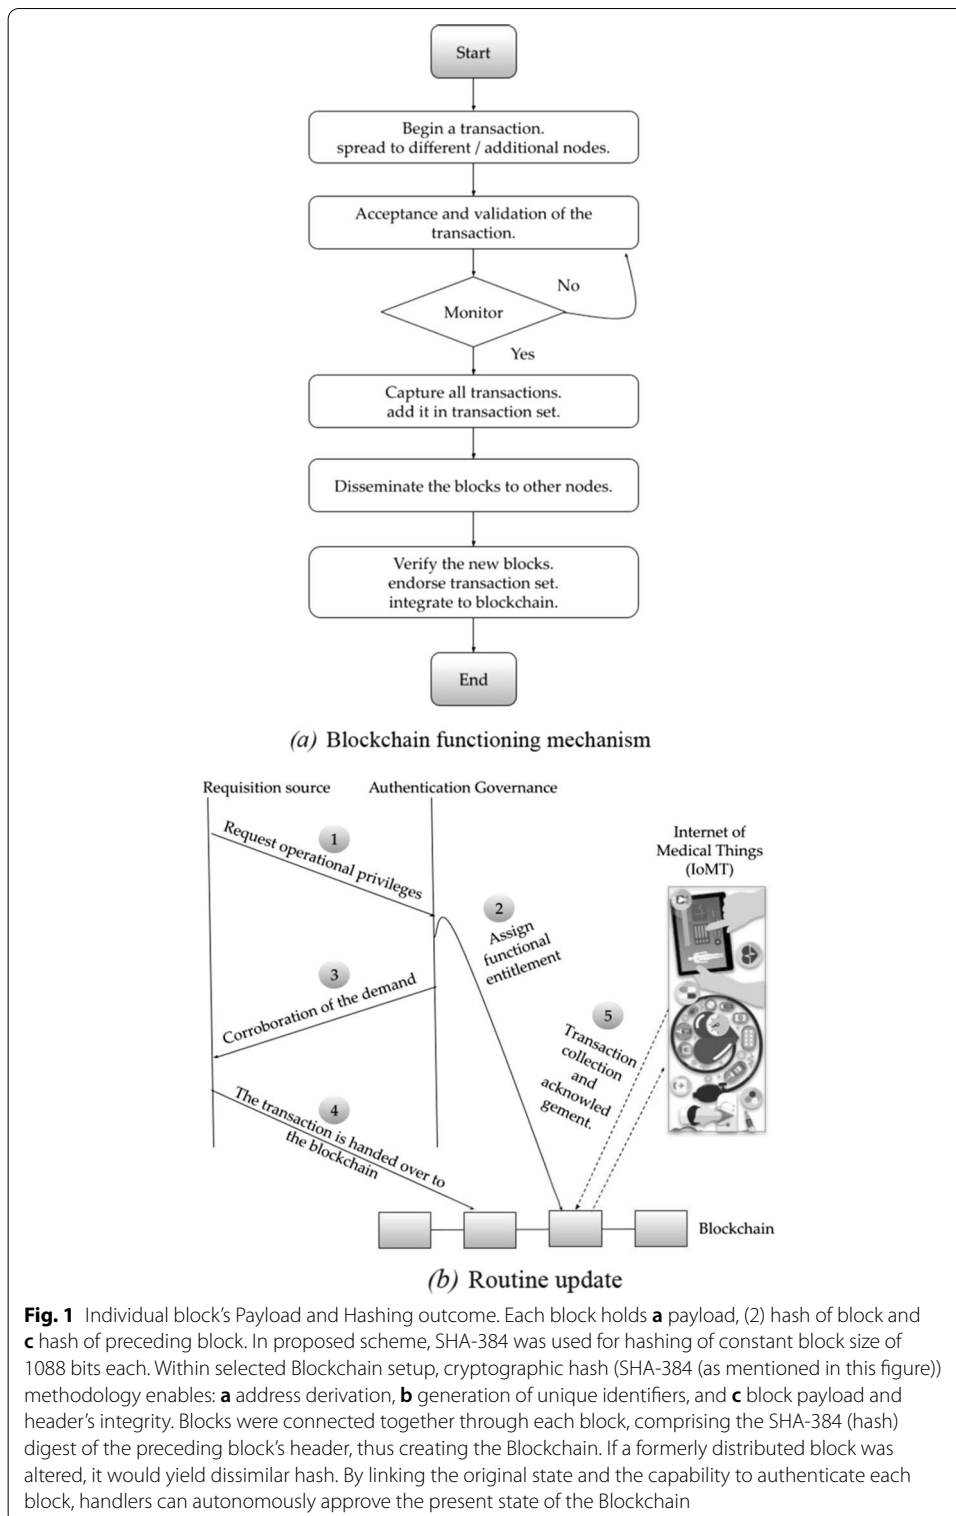 Start
Begin a transaction.
spread to different / additional nodes.
Acceptance and validation of the
transaction.
No
Monitor
Yes
Capture all transactions.
add it in transaction set.
Disseminate the blocks to other nodes.
Verify the new blocks.
endorse transaction set.
integrate to blockchain.
End
(a) Blockchain functioning mechanism
Requisition source
Authentication Governance
1
Request operational privileges
2
Assign
functional
entitlement
3
Corroboration of the demand
4
The transaction is handed over to
the blockchain
5
Transaction
collection
and
acknowled
gement.
Internet of
Medical Things
(IoMT)
Blockchain
(b) Routine update
Fig. 1 Individual block's Payload and Hashing outcome. Each block holds a payload, (2) hash of block and
c hash of preceding block. In proposed scheme, SHA-384 was used for hashing of constant block size of
1088 bits each. Within selected Blockchain setup, cryptographic hash (SHA-384 (as mentioned in this figure))
methodology enables: a address derivation, b generation of unique identifiers, and c block payload and
header's integrity. Blocks were connected together through each block, comprising the SHA-384 (hash)
digest of the preceding block's header, thus creating the Blockchain. If a formerly distributed block was
altered, it would yield dissimilar hash. By linking the original state and the capability to authenticate each
block, handlers can autonomously approve the present state of the Blockchain